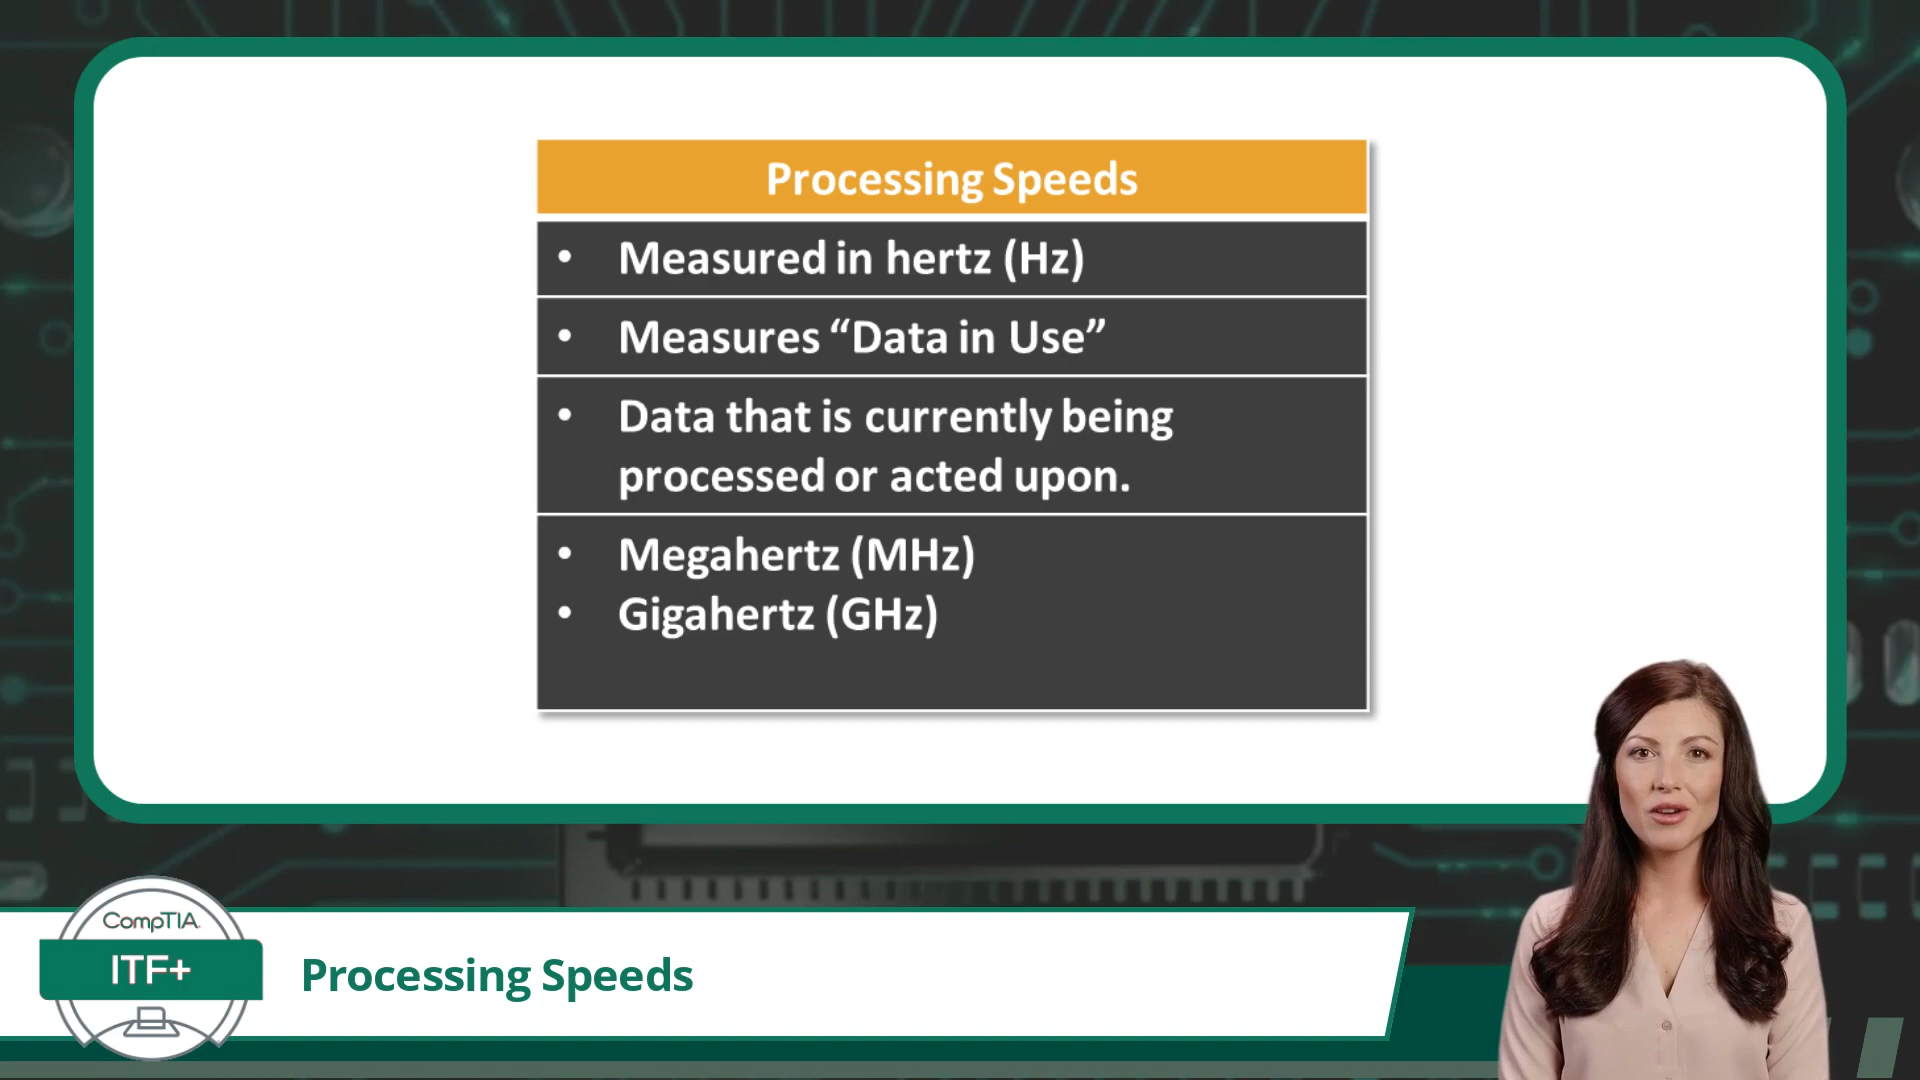 Processing Speeds
• Measured in hertz (Hz)
• Measures “Data in Use”
• Data that is currently being
processed or acted upon.
• Megahertz (MHz)
• Gigahertz (GHz)
CompTIA
ITF+
Processing Speeds